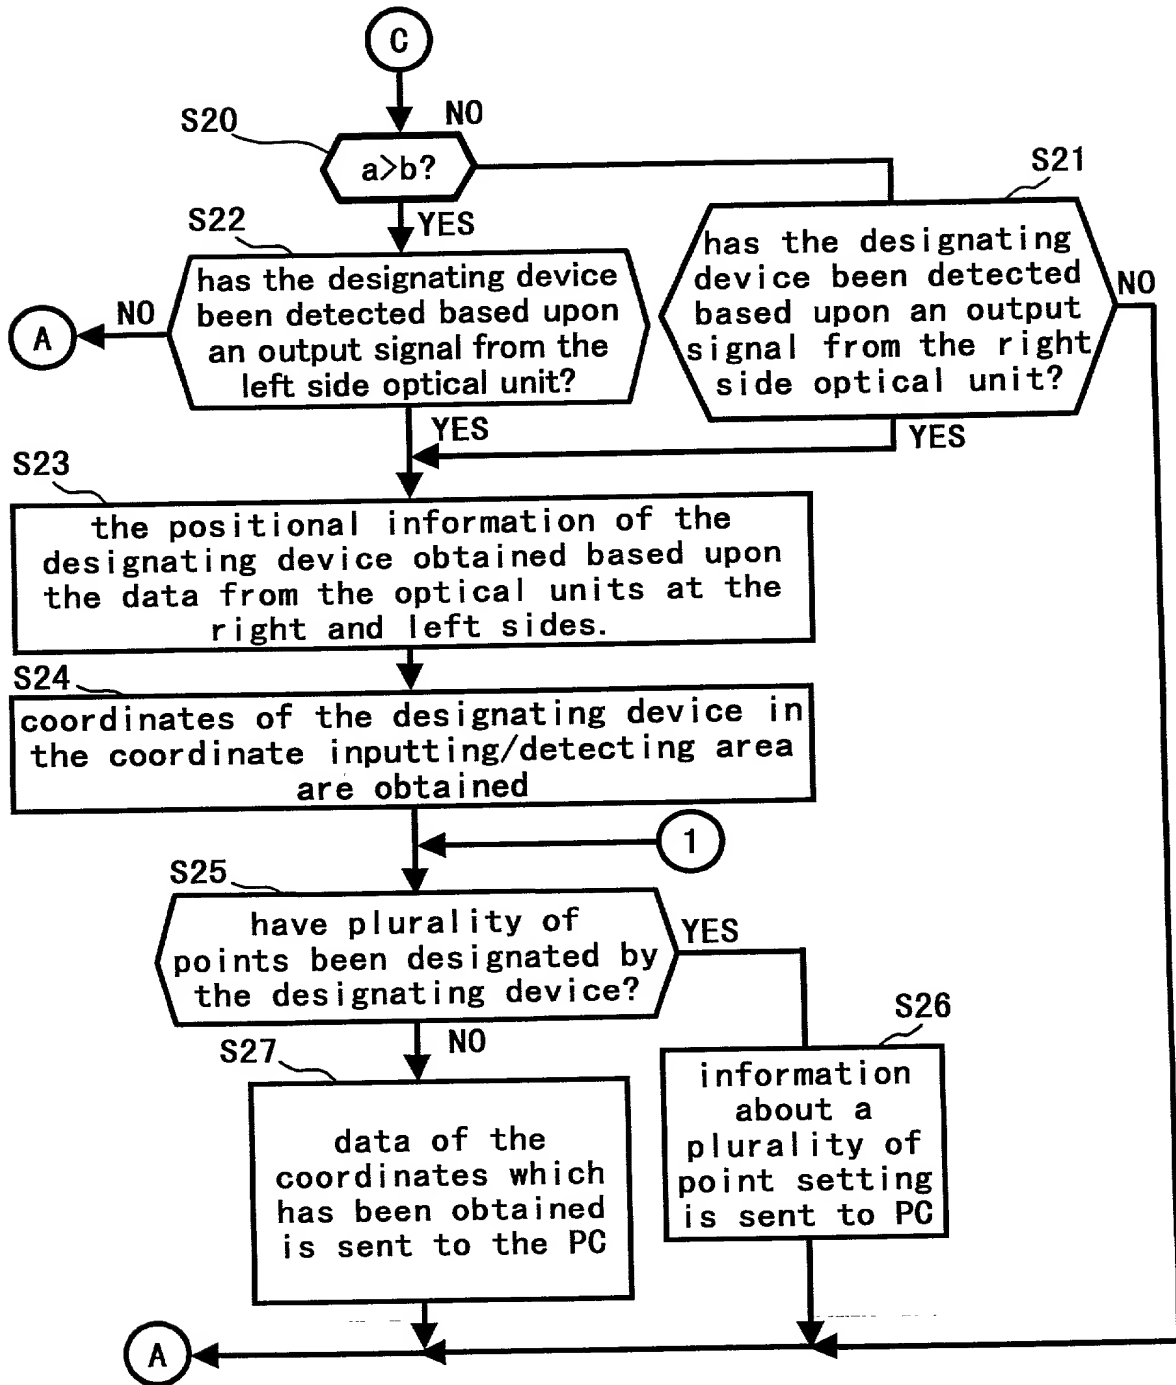 C
NO
S20
a>b?
S21
YES
S22
has the designating device
been detected based upon
an output signal from the
left side optical unit?
NO
A
has the designating
device been detected
based upon an output
signal from the right
side optical unit?
NO
YES
YES
S23
the positional information of the
designating device obtained based upon
the data from the optical units at the
right and left sides.
S24
coordinates of the designating device in
the coordinate inputting/detecting area
are obtained
1
S25
have plurality of
points been designated by
the designating device?
YES
NO
S26
information
about a
plurality of
point setting
is sent to PC
S27
data of the
coordinates which
has been obtained
is sent to the PC
A